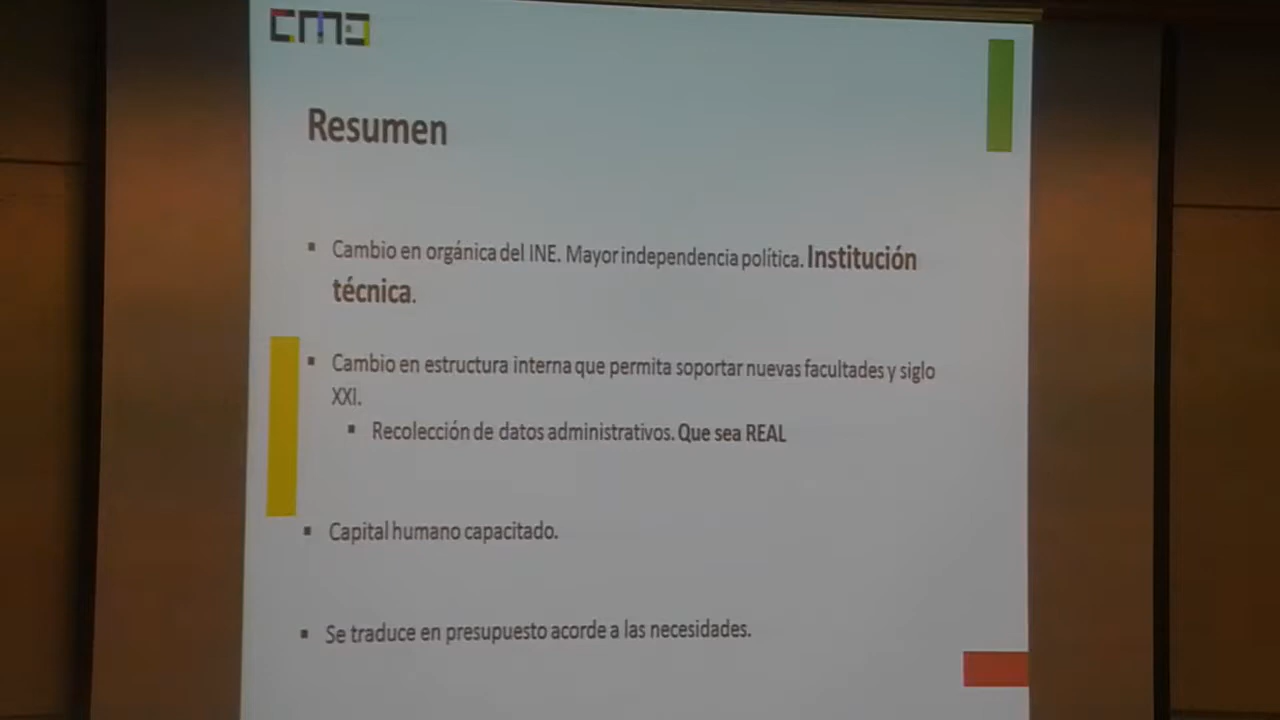 cmd
Resumen
▪ Cambio en orgánica del INE. Mayor independencia política. Institución
técnica.
▪ Cambio en estructura interna que permita soportar nuevas facultades y siglo
XXI.
▪ Recolección de datos administrativos. Que sea REAL
▪ Capital humano capacitado.
▪ Se traduce en presupuesto acorde a las necesidades.